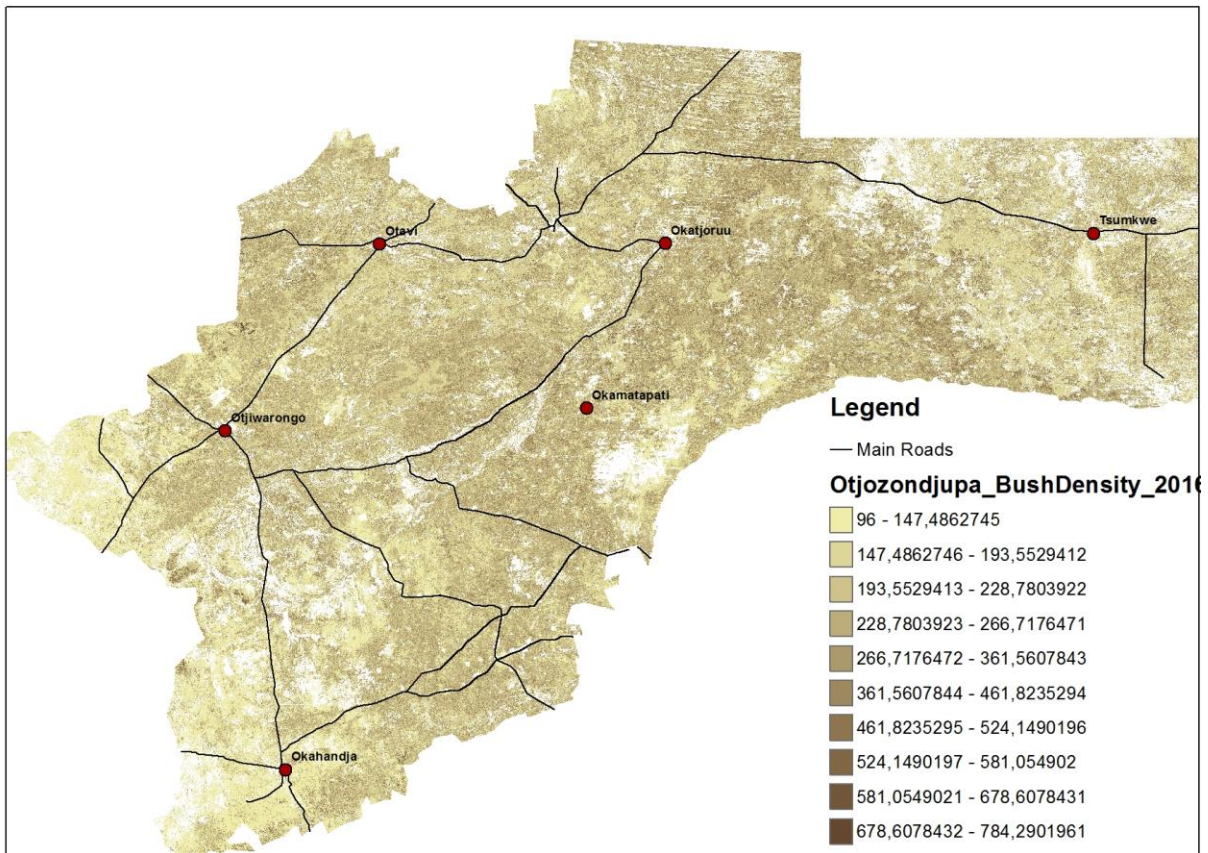 Otavi
Okatjoruu
Tsumkwe
Okamatapati
Otjiwarongo
Okahandja
Legend
Main Roads
Otjozondjupa_BushDensity_2016
96 - 147,4862745
147,4862746 - 193,5529412
193,5529413 - 228,7803922
228,7803923 - 266,7176471
266,7176472 - 361,5607843
361,5607844 - 461,8235294
461,8235295 - 524,1490196
524,1490197 - 581,054902
581,0549021 - 678,6078431
678,6078432 - 784,2901961